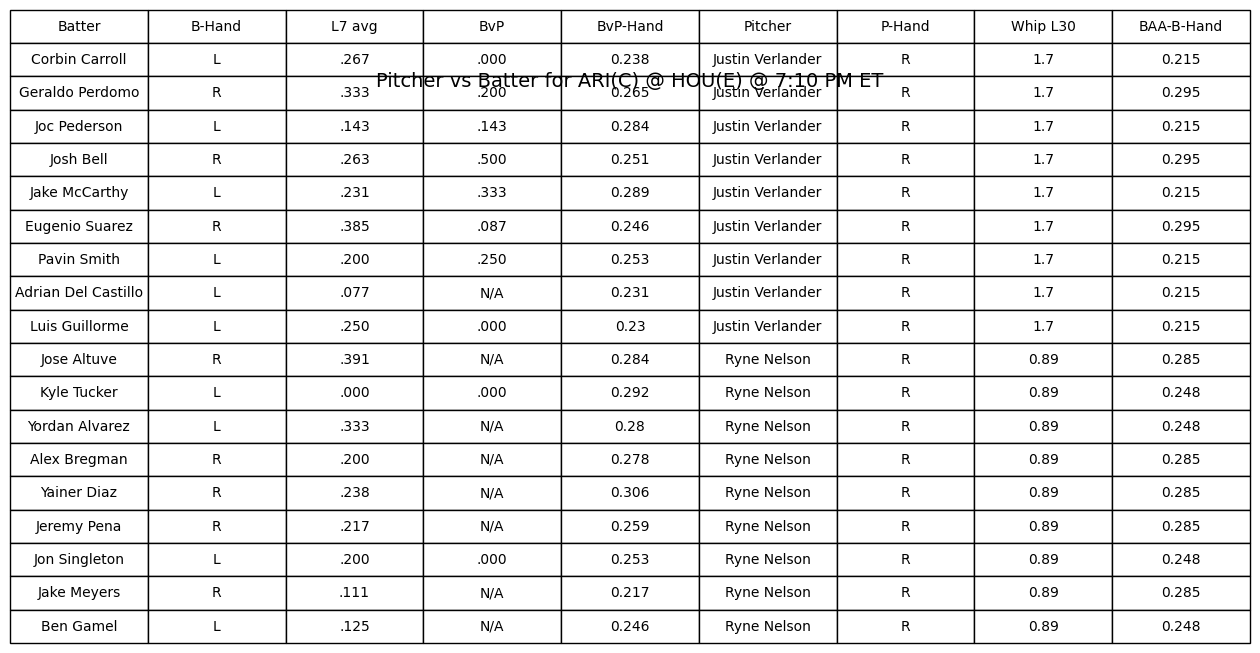 Batter B-Hand L7 avg BvP BvP-Hand Pitcher P-Hand Whip L30 BAA-B-Hand
Corbin Carroll L .267 .000 0.238 Justin Verlander R 1.7 0.215
Pitcher vs Batter for ARI(C) @ HOU(E) @ 7:10 PM ET
Geraldo Perdomo R .333 .200 0.265 Justin Verlander R 1.7 0.295
Joc Pederson L .143 .143 0.284 Justin Verlander R 1.7 0.215
Josh Bell R .263 .500 0.251 Justin Verlander R 1.7 0.295
Jake McCarthy L .231 .333 0.289 Justin Verlander R 1.7 0.215
Eugenio Suarez R .385 .087 0.246 Justin Verlander R 1.7 0.295
Pavin Smith L .200 .250 0.253 Justin Verlander R 1.7 0.215
Adrian Del Castillo L .077 N/A 0.231 Justin Verlander R 1.7 0.215
Luis Guillorme L .250 .000 0.23 Justin Verlander R 1.7 0.215
Jose Altuve R .391 N/A 0.284 Ryne Nelson R 0.89 0.285
Kyle Tucker L .000 .000 0.292 Ryne Nelson R 0.89 0.248
Yordan Alvarez L .333 N/A 0.28 Ryne Nelson R 0.89 0.248
Alex Bregman R .200 N/A 0.278 Ryne Nelson R 0.89 0.285
Yainer Diaz R .238 N/A 0.306 Ryne Nelson R 0.89 0.285
Jeremy Pena R .217 N/A 0.259 Ryne Nelson R 0.89 0.285
Jon Singleton L .200 .000 0.253 Ryne Nelson R 0.89 0.248
Jake Meyers R .111 N/A 0.217 Ryne Nelson R 0.89 0.285
Ben Gamel L .125 N/A 0.246 Ryne Nelson R 0.89 0.248